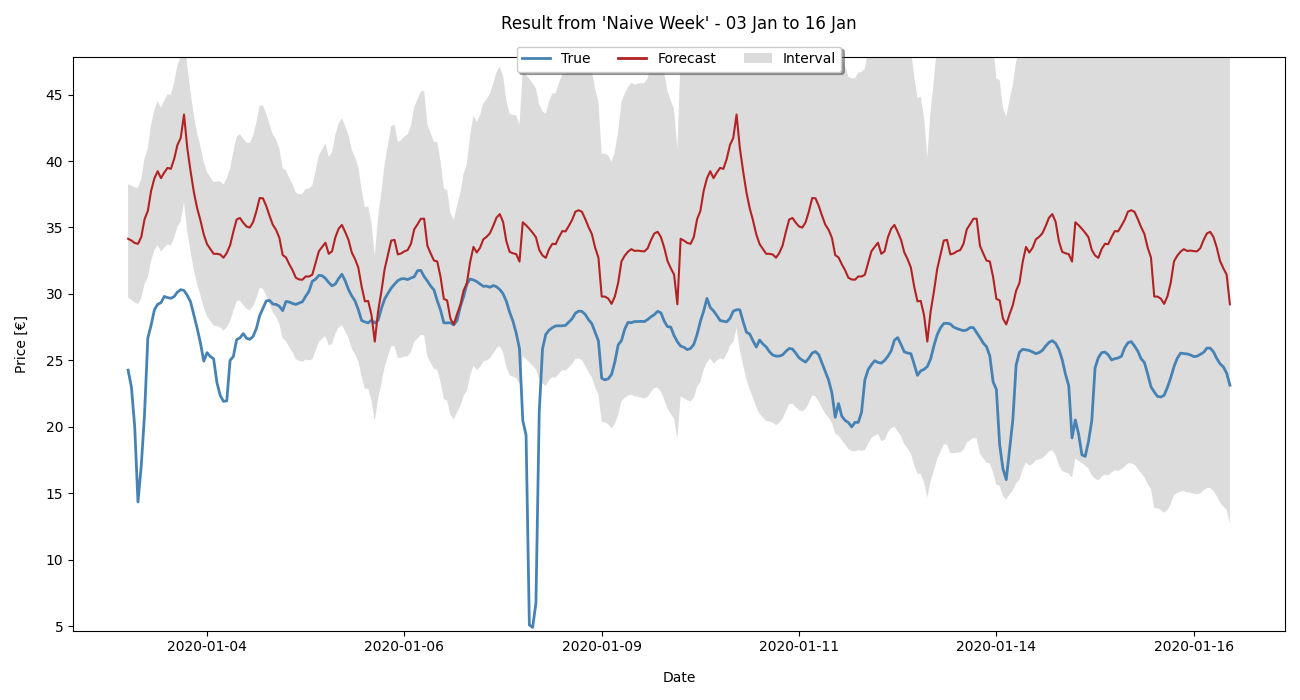 Result from 'Naive Week' - 03 Jan to 16 Jan
True Forecast Interval
45
40
35
30
25
20
15
10
5
Price [€]
2020-01-04 2020-01-06 2020-01-09 2020-01-11 2020-01-14 2020-01-16
Date